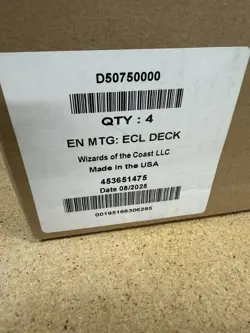 D50750000
QTY : 4
EN MTG: ECL DECK
Wizards of the Coast LLC
Made in the USA
453651475
Date 08/2025
00195166306285